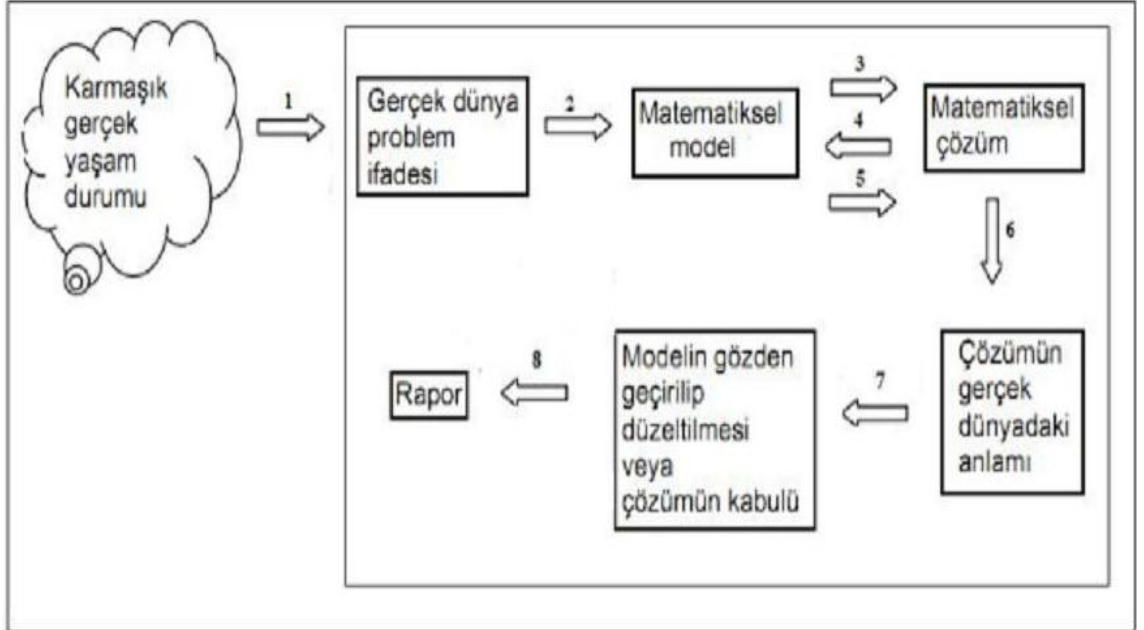 Karmaşık
gerçek
yaşam
durumu
1
Gerçek dünya
problem
ifadesi
2
Matematiksel
model
3
4
5
Matematiksel
çözüm
6
Çözümün
gerçek
dünyadaki
anlamı
7
Modelin gözden
geçirilip
düzeltilmesi
veya
çözümün kabulü
8
Rapor